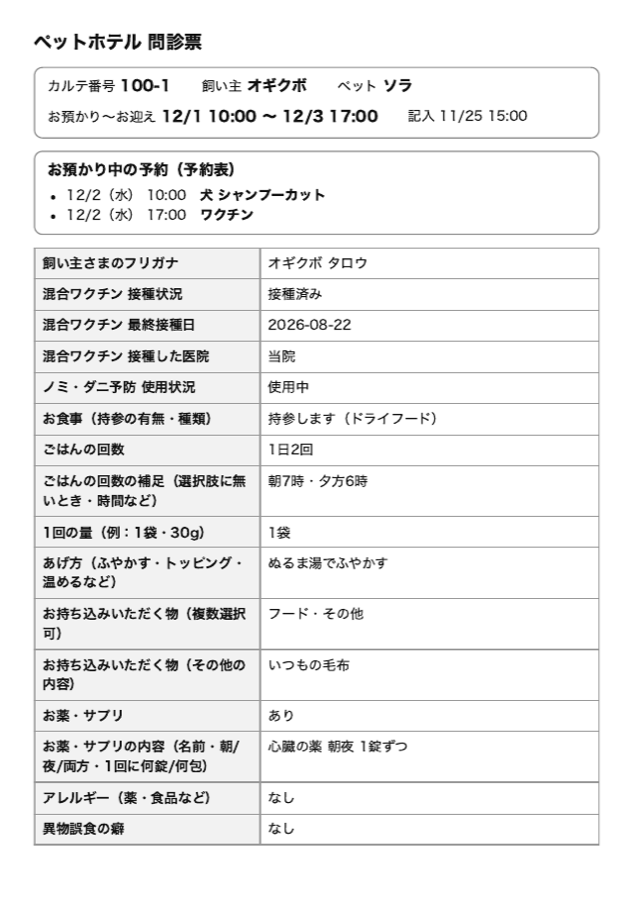 ペットホテル 問診票
カルテ番号 100-1 飼い主 オギクボ ペット ソラ
お預かり〜お迎え 12/1 10:00 〜 12/3 17:00 記入 11/25 15:00
お預かり中の予約（予約表）
• 12/2（水） 10:00 犬 シャンプーカット
• 12/2（水） 17:00 ワクチン
飼い主さまのフリガナ オギクボ タロウ
混合ワクチン 接種状況 接種済み
混合ワクチン 最終接種日 2026-08-22
混合ワクチン 接種した医院 当院
ノミ・ダニ予防 使用状況 使用中
お食事（持参の有無・種類） 持参します（ドライフード）
ごはんの回数 1日2回
ごはんの回数の補足（選択肢に無 朝7時・夕方6時
いとき・時間など）
1回の量（例：1袋・30g） 1袋
あげ方（ふやかす・トッピング・ ぬるま湯でふやかす
温めるなど）
お持ち込みいただく物（複数選択 フード・その他
可）
お持ち込みいただく物（その他の いつもの毛布
内容）
お薬・サプリ あり
お薬・サプリの内容（名前・朝/ 心臓の薬 朝夜 1錠ずつ
夜/両方・1回に何錠/何包）
アレルギー（薬・食品など） なし
異物誤食の癖 なし